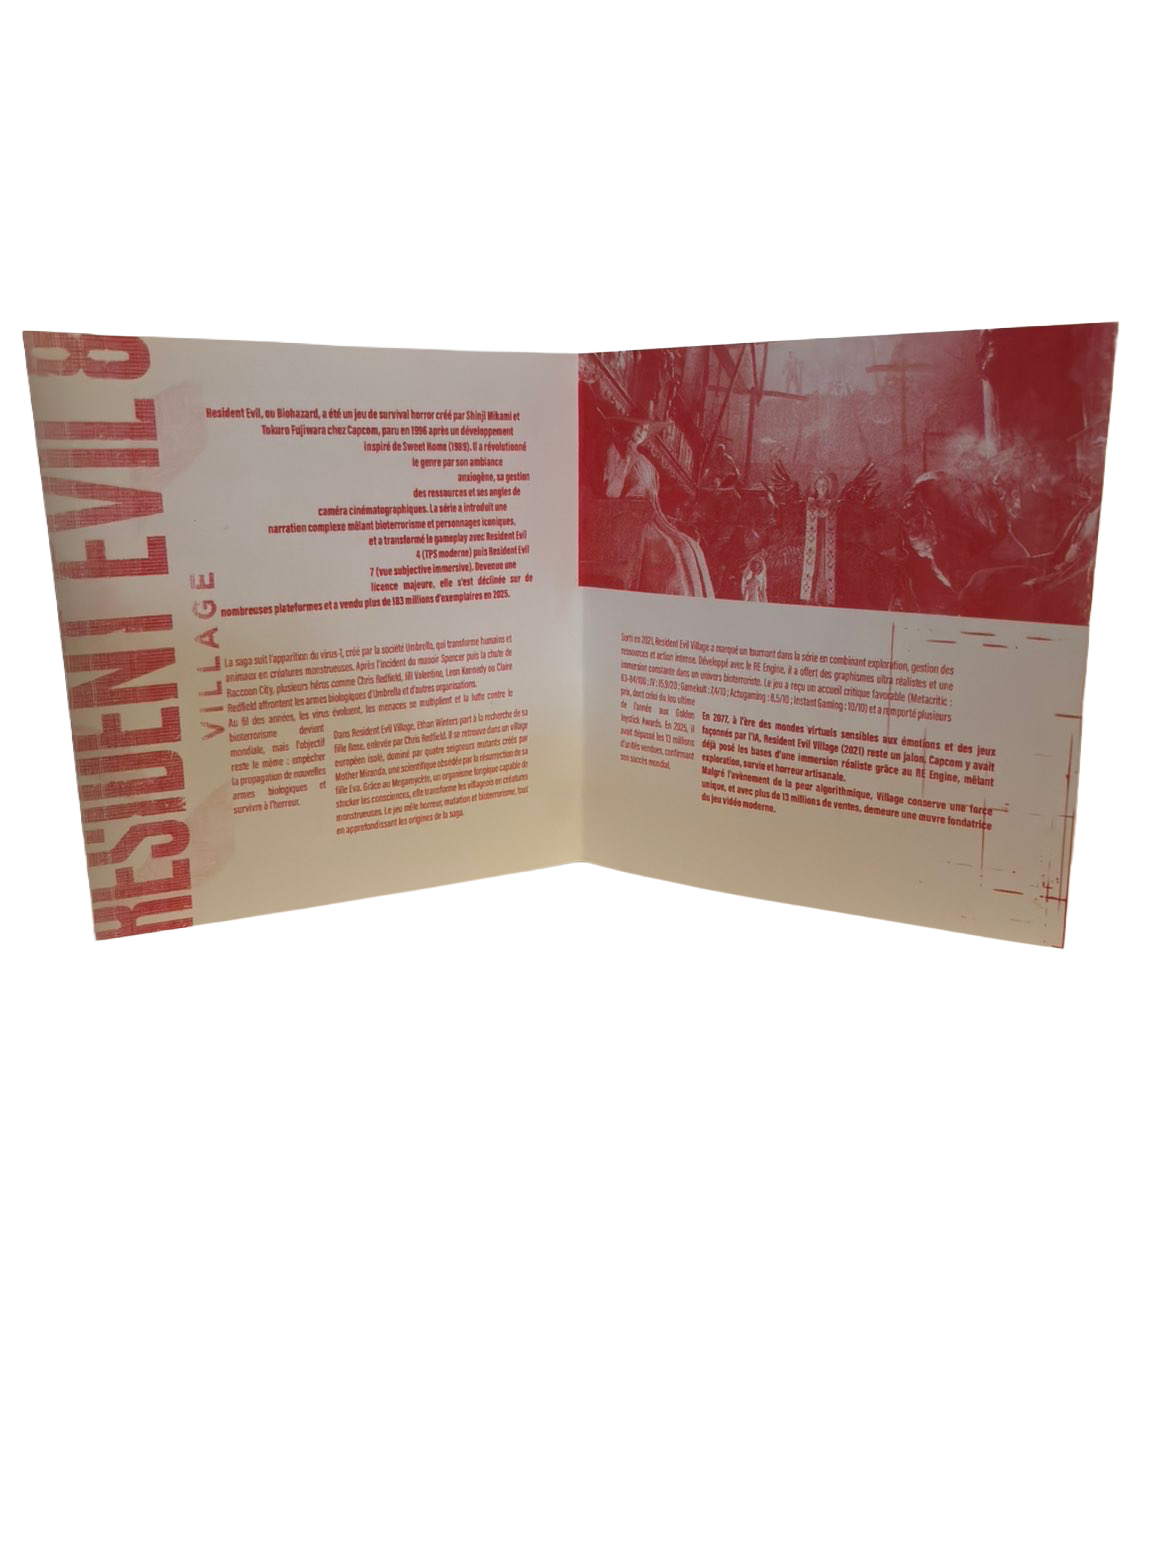 RESIDENT EVIL 8
VILLAGE
Resident Evil, ou Biohazard, a été un jeu de survival horror créé par Shinji Mikami et
Tokuro Fujiwara chez Capcom, paru en 1996 après un développement
inspiré de Sweet Home (1989). Il a révolutionné
le genre par son ambiance
anxiogène, sa gestion
des ressources et ses angles de
caméra cinématographiques. La série a introduit une
narration complexe mêlant bioterrorisme et personnages iconiques,
et a transformé le gameplay avec Resident Evil
4 (TPS moderne) puis Resident Evil
7 (vue subjective immersive). Devenue une
licence majeure, elle s'est déclinée sur de
nombreuses plateformes et a vendu plus de 183 millions d'exemplaires en 2025.
La saga suit l'apparition du virus-T, créé par la société Umbrella, qui transforme humains et
animaux en créatures monstrueuses. Après l'incident du manoir Spencer puis la chute de
Raccoon City, plusieurs héros comme Chris Redfield, Jill Valentine, Leon Kennedy ou Claire
Redfield affrontent les armes biologiques d'Umbrella et d'autres organisations.
Au fil des années, les virus évoluent, les menaces se multiplient et la lutte contre le
bioterrorisme devient
mondiale, mais l'objectif
reste le même : empêcher
la propagation de nouvelles
armes biologiques et
survivre à l'horreur.
Dans Resident Evil Village, Ethan Winters part à la recherche de sa
fille Rose, enlevée par Chris Redfield. Il se retrouve dans un village
européen isolé, dominé par quatre seigneurs mutants créés par
Mother Miranda, une scientifique obsédée par la résurrection de sa
fille Eva. Grâce au Megamycète, un organisme fongique capable de
stocker les consciences, elle transforme les villageois en créatures
monstrueuses. Le jeu mêle horreur, mutation et bioterrorisme, tout
en approfondissant les origines de la saga.
Sorti en 2021, Resident Evil Village a marqué un tournant dans la série en combinant exploration, gestion des
ressources et action intense. Développé avec le RE Engine, il a offert des graphismes ultra réalistes et une
immersion constante dans un univers bioterroriste. Le jeu a reçu un accueil critique favorable (Metacritic :
83-84/100 ; JV : 15,9/20 ; Gamekult : 7,4/10 ; Actugaming : 8,5/10 ; Instant Gaming : 10/10) et a remporté plusieurs
prix, dont celui du Jeu ultime
de l'année aux Golden
Joystick Awards. En 2025, il
avait dépassé les 13 millions
d'unités vendues, confirmant
son succès mondial.
En 2077, à l'ère des mondes virtuels sensibles aux émotions et des jeux
façonnés par l'IA, Resident Evil Village (2021) reste un jalon. Capcom y avait
déjà posé les bases d'une immersion réaliste grâce au RE Engine, mêlant
exploration, survie et horreur artisanale.
Malgré l'avènement de la peur algorithmique, Village conserve une force
unique, et avec plus de 13 millions de ventes, demeure une œuvre fondatrice
du jeu vidéo moderne.